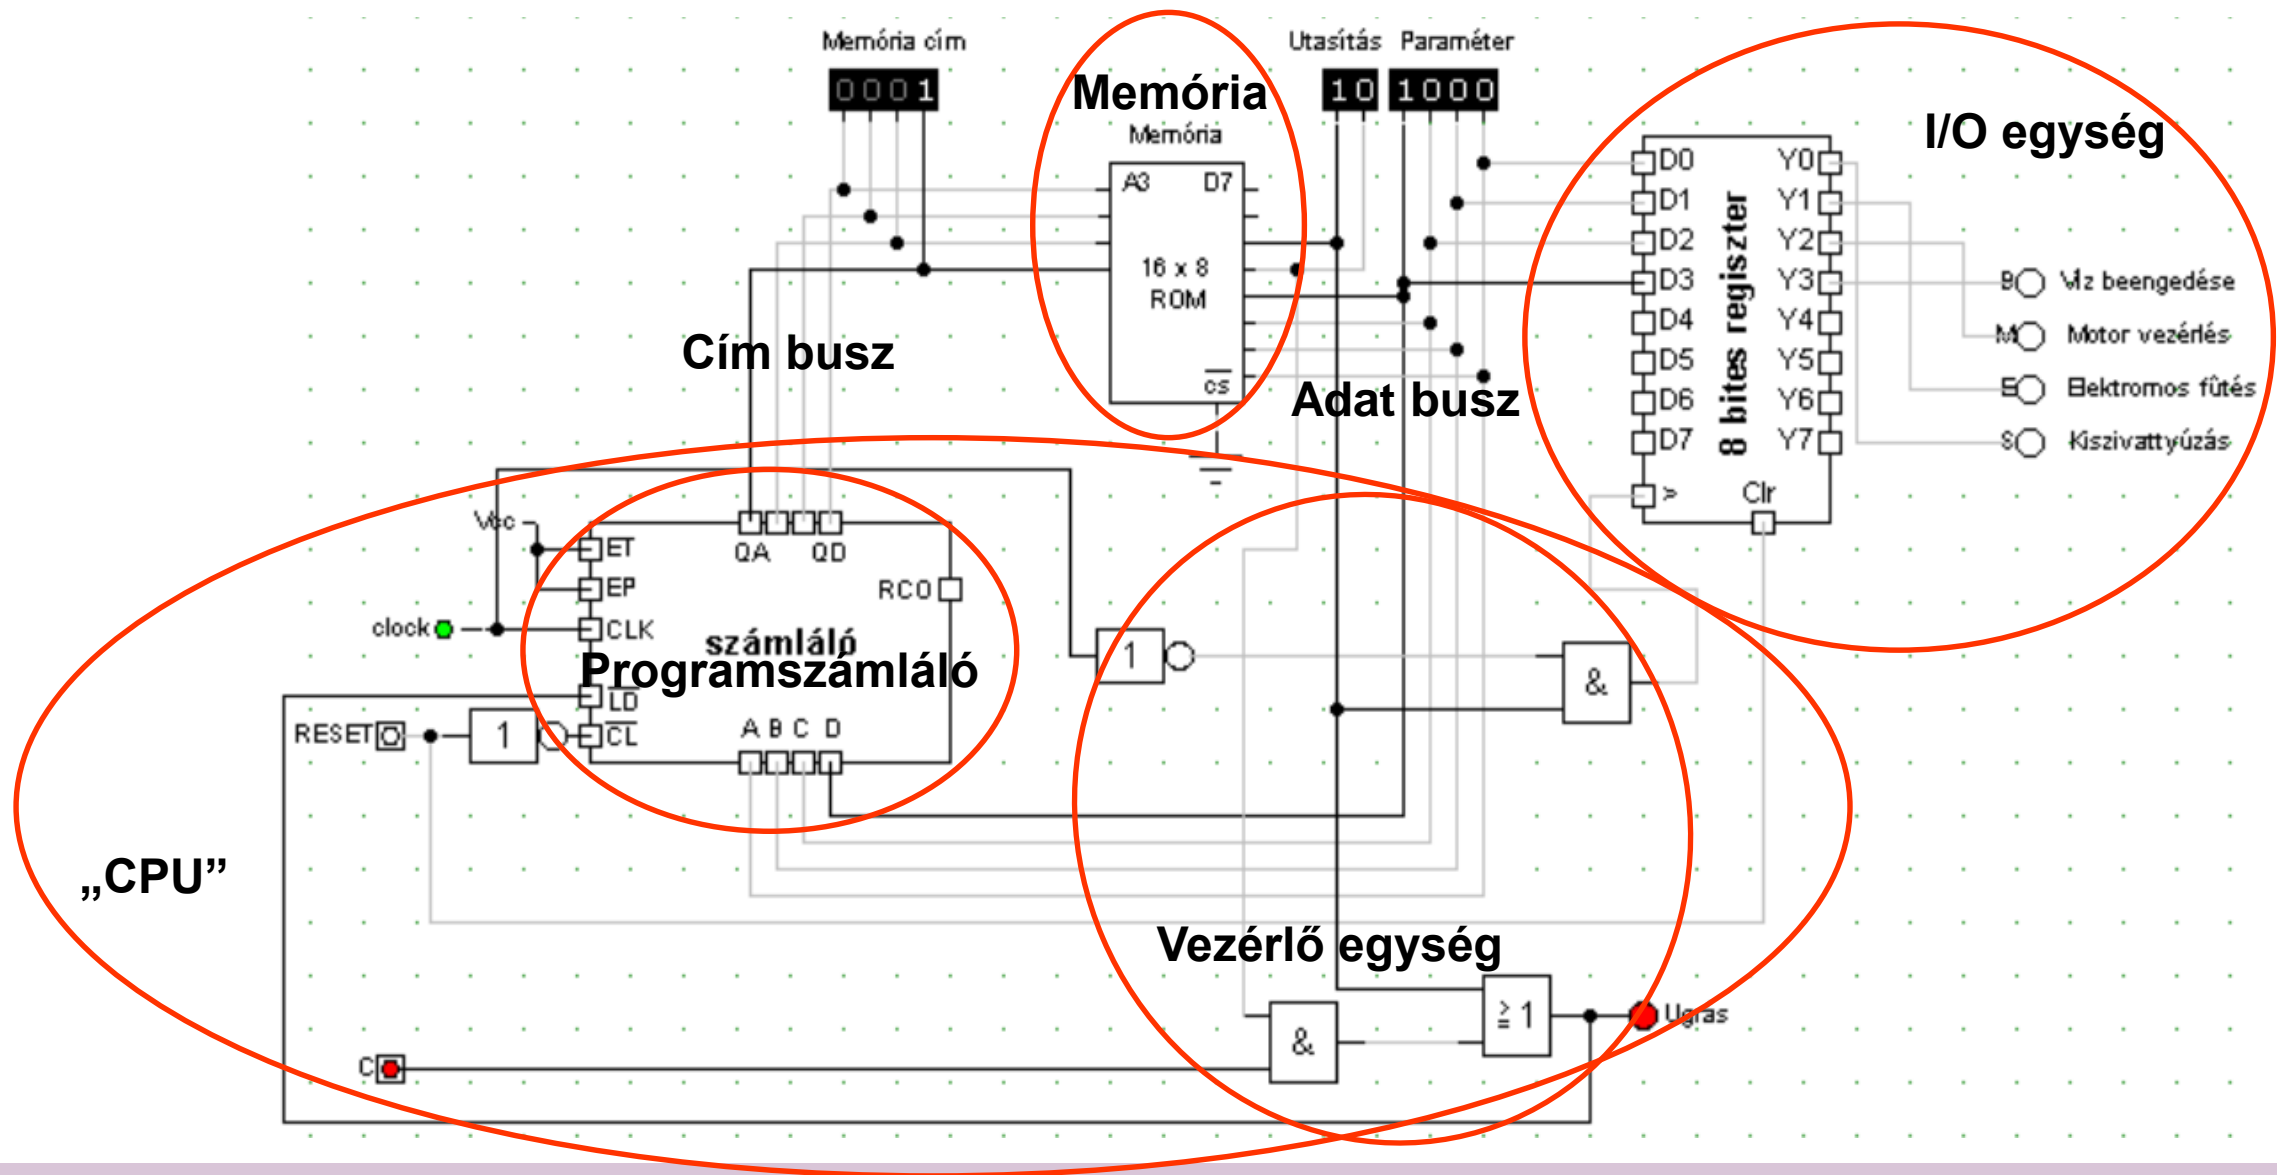 Memória cím
0001
Memória
Memória
A3 D7
16 x 8
ROM
cs
Utasítás Paraméter
10 1000
I/O egység
D0 Y0
D1 Y1
D2 Y2
D3 Y3
D4 Y4
D5 Y5
D6 Y6
D7 Y7
8 bites regiszter
> Clr
B Víz beengedése
M Motor vezérlés
E Elektromos fûtés
S Kiszivattyúzás
Cím busz
Adat busz
Vcc
ET
EP
CLK
LD
CL
QA QD
RCO
clock
számláló
Programszámláló
A B C D
RESET
1
1
&
„CPU”
Vezérlő egység
&
≥ 1
Ugrás
C